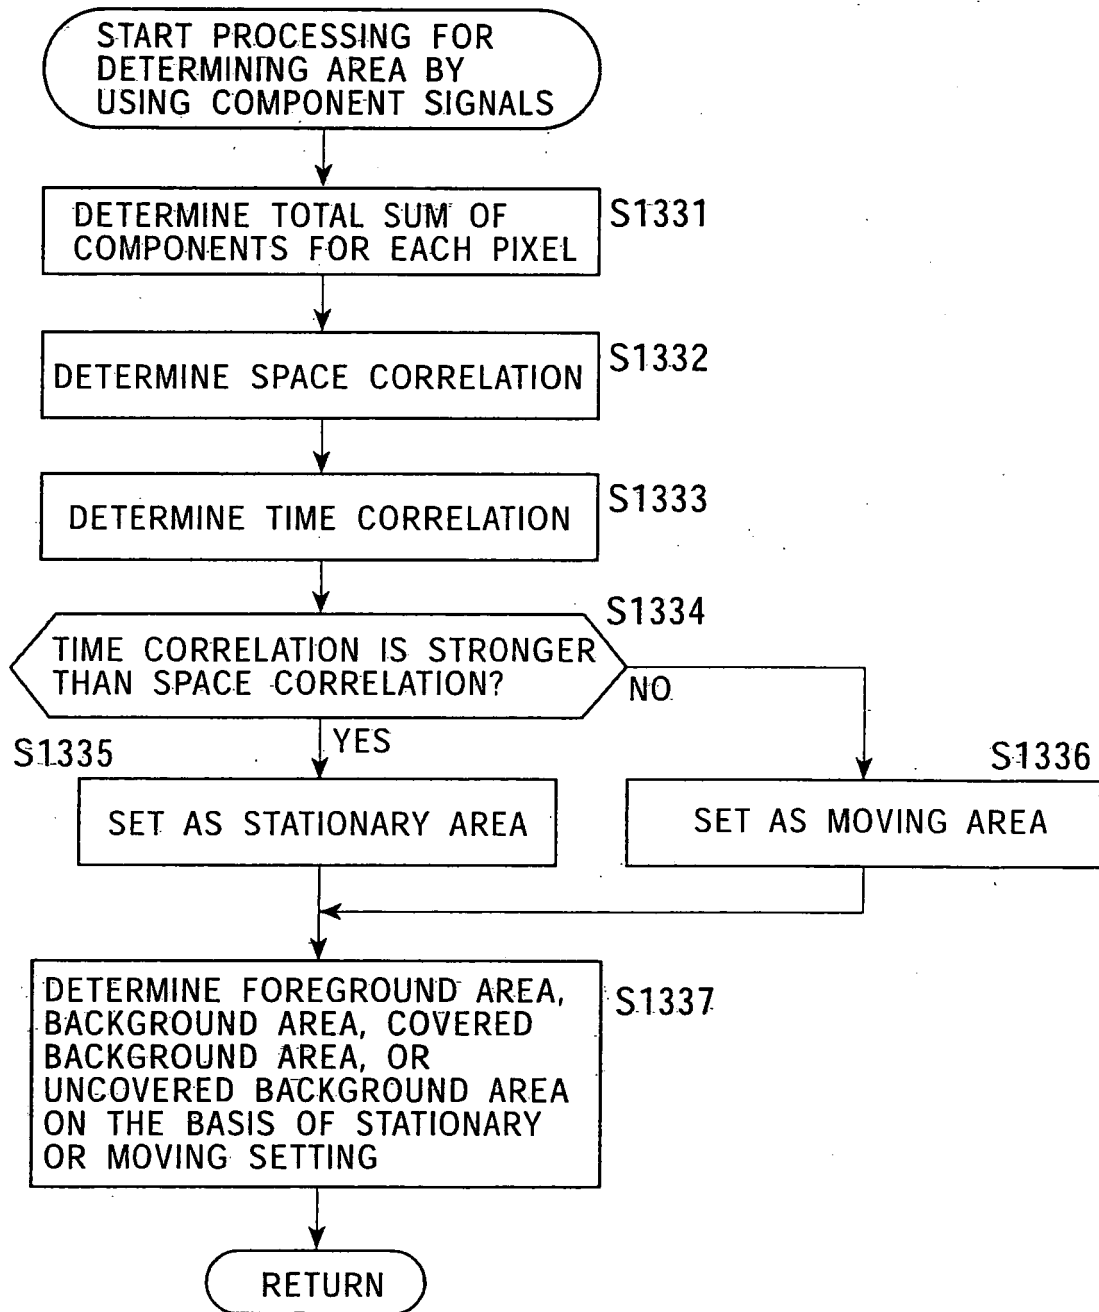 START PROCESSING FOR
DETERMINING AREA BY
USING COMPONENT SIGNALS
DETERMINE TOTAL SUM OF
COMPONENTS FOR EACH PIXEL
S1331
DETERMINE SPACE CORRELATION
S1332
DETERMINE TIME CORRELATION
S1333
S1334
TIME CORRELATION IS STRONGER
THAN SPACE CORRELATION?
NO
YES
S1335
S1336
SET AS STATIONARY AREA
SET AS MOVING AREA
DETERMINE FOREGROUND AREA,
BACKGROUND AREA, COVERED
BACKGROUND AREA, OR
UNCOVERED BACKGROUND AREA
ON THE BASIS OF STATIONARY
OR MOVING SETTING
S1337
RETURN